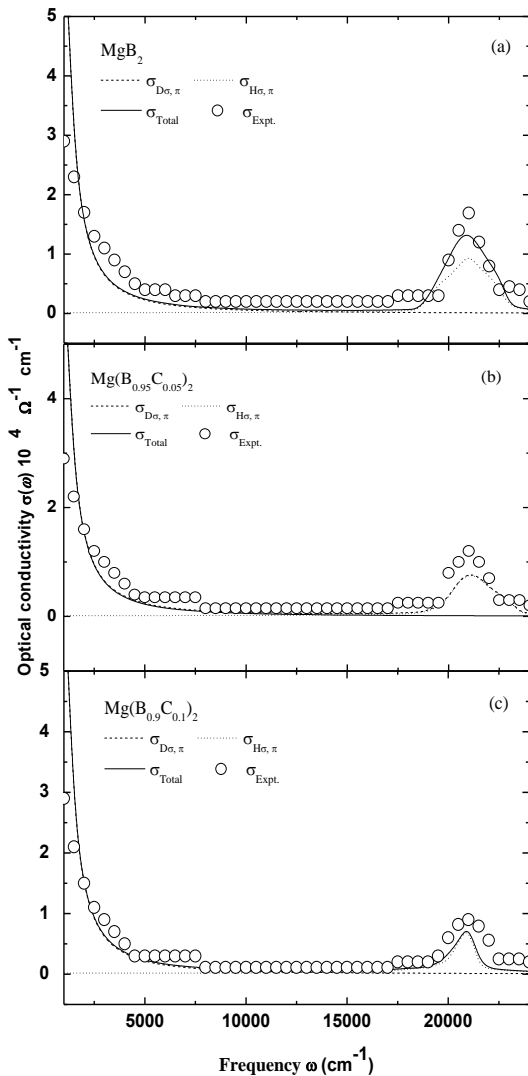 5
4
3
2
1
0
MgB2
(a)
σDσ, π
σHσ, π
σTotal
σExpt.
4
2
0
Mg(B0.95C0.05)2
(b)
σDσ, π
σHσ, π
σTotal
σExpt.
5
4
3
2
1
0
Mg(B0.9C0.1)2
(c)
σDσ, π
σHσ, π
σTotal
σExpt.
Optical conductivity σ(ω) 10^4 Ω^-1 cm^-1
5000
10000
15000
20000
Frequency ω (cm^-1)